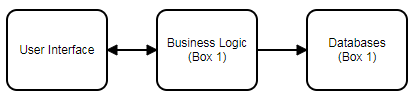 User Interface
Business Logic
(Box 1)
Databases
(Box 1)